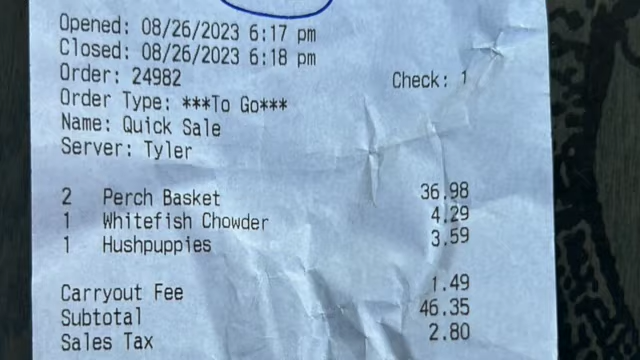 Opened: 08/26/2023 6:17 pm
Closed: 08/26/2023 6:18 pm
Order: 24982 Check: 1
Order Type: ***To Go***
Name: Quick Sale
Server: Tyler
2 Perch Basket 36.98
1 Whitefish Chowder 4.29
1 Hushpuppies 3.59
Carryout Fee 1.49
Subtotal 46.35
Sales Tax 2.80